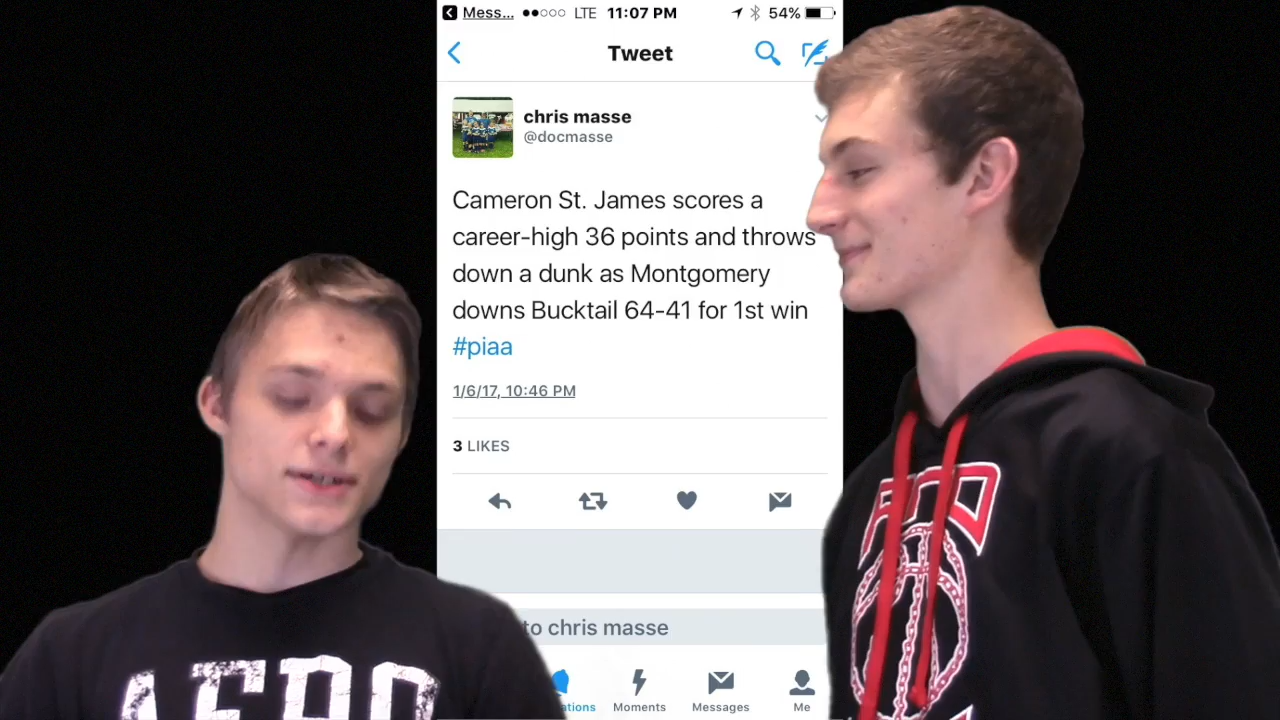 Mess... LTE 11:07 PM 54%
Tweet
chris masse
@docmasse
Cameron St. James scores a
career-high 36 points and throws
down a dunk as Montgomery
downs Bucktail 64-41 for 1st win
#piaa
1/6/17, 10:46 PM
3 LIKES
to chris masse
ations Moments Messages Me
AERO